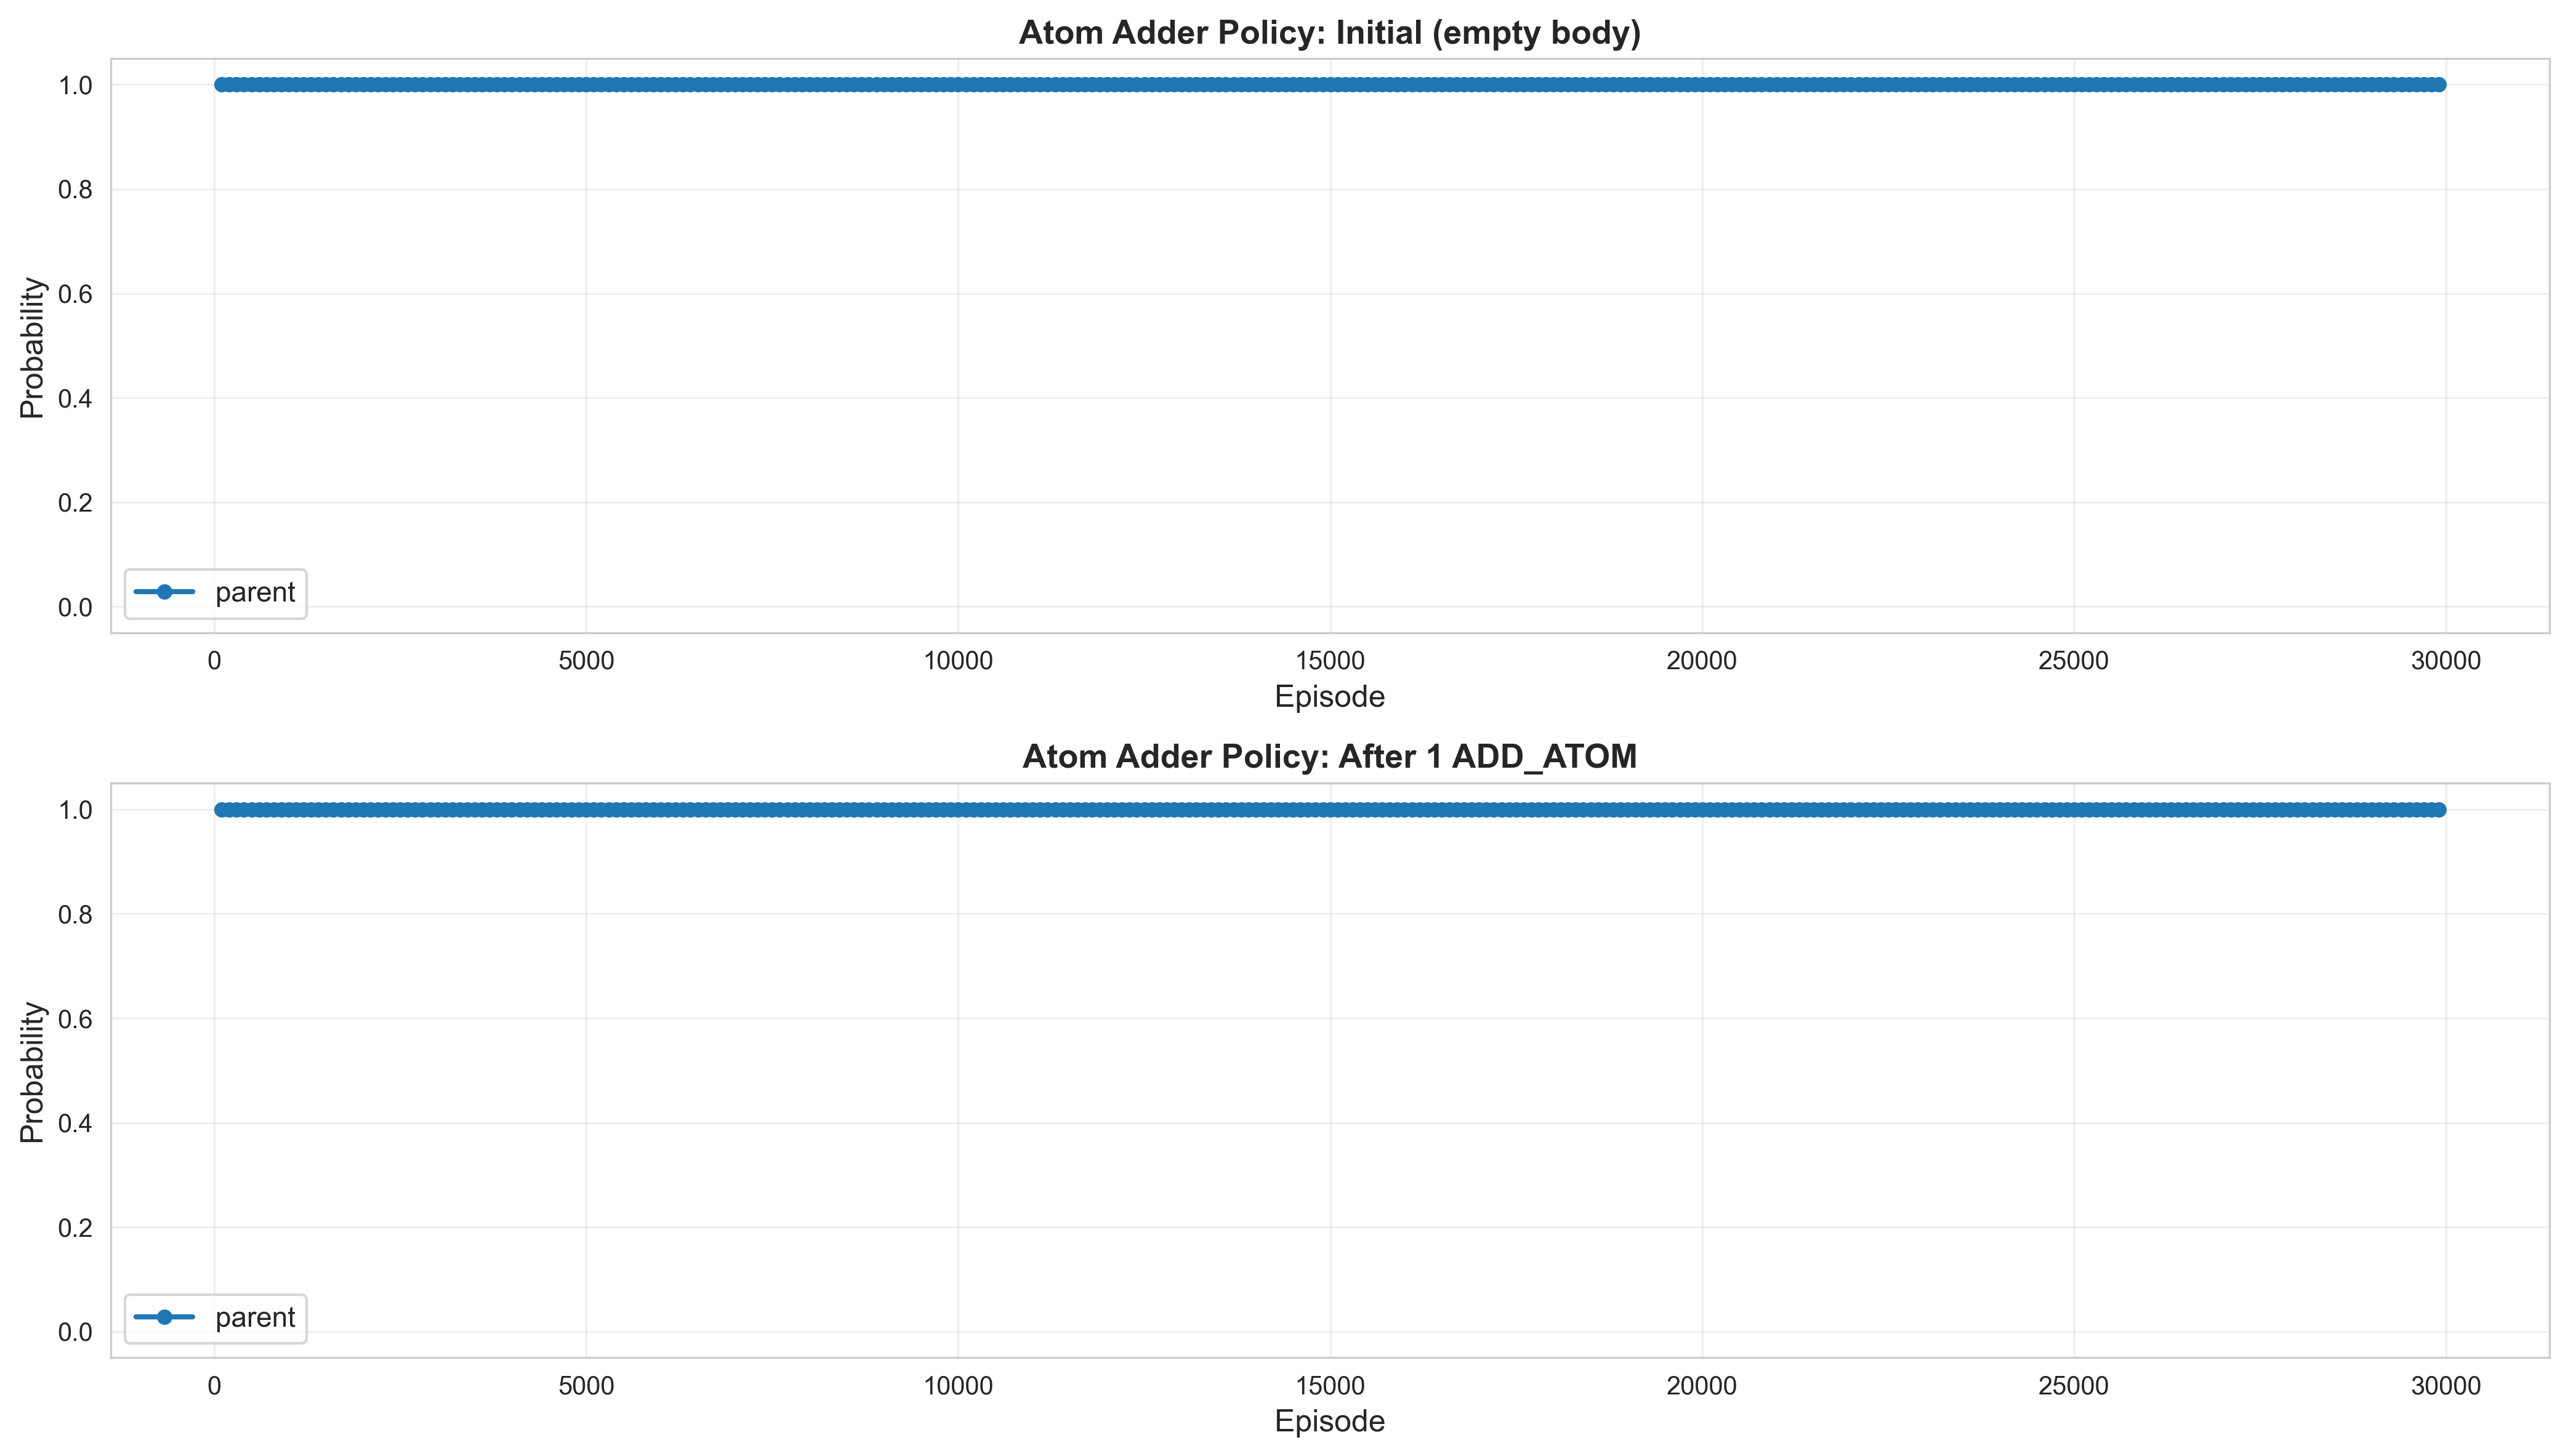 Atom Adder Policy: Initial (empty body)
1.0
0.8
0.6
0.4
0.2
0.0
Probability
parent
0 5000 10000 15000 20000 25000 30000
Episode
Atom Adder Policy: After 1 ADD_ATOM
1.0
0.8
0.6
0.4
0.2
0.0
Probability
parent
0 5000 10000 15000 20000 25000 30000
Episode